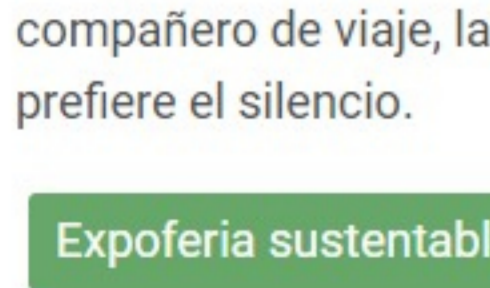 compañero de viaje, la
prefiere el silencio.
Expoferia sustentabl